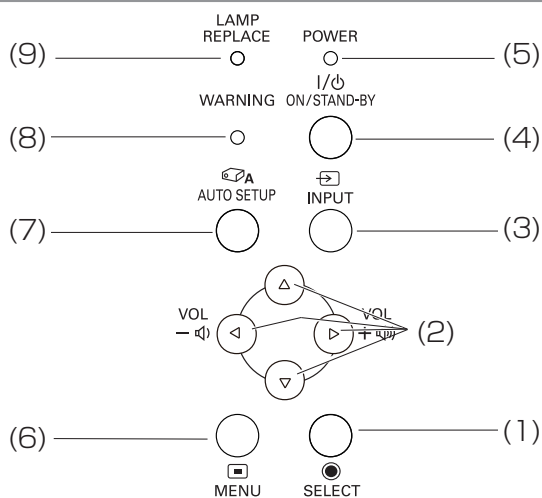 LAMP
REPLACE
POWER
(9)
(5)
I/⏻
WARNING
ON/STAND-BY
(8)
(4)
A
AUTO SETUP
INPUT
(7)
(3)
VOL
VOL
−
+
(2)
(6)
(1)
MENU
SELECT